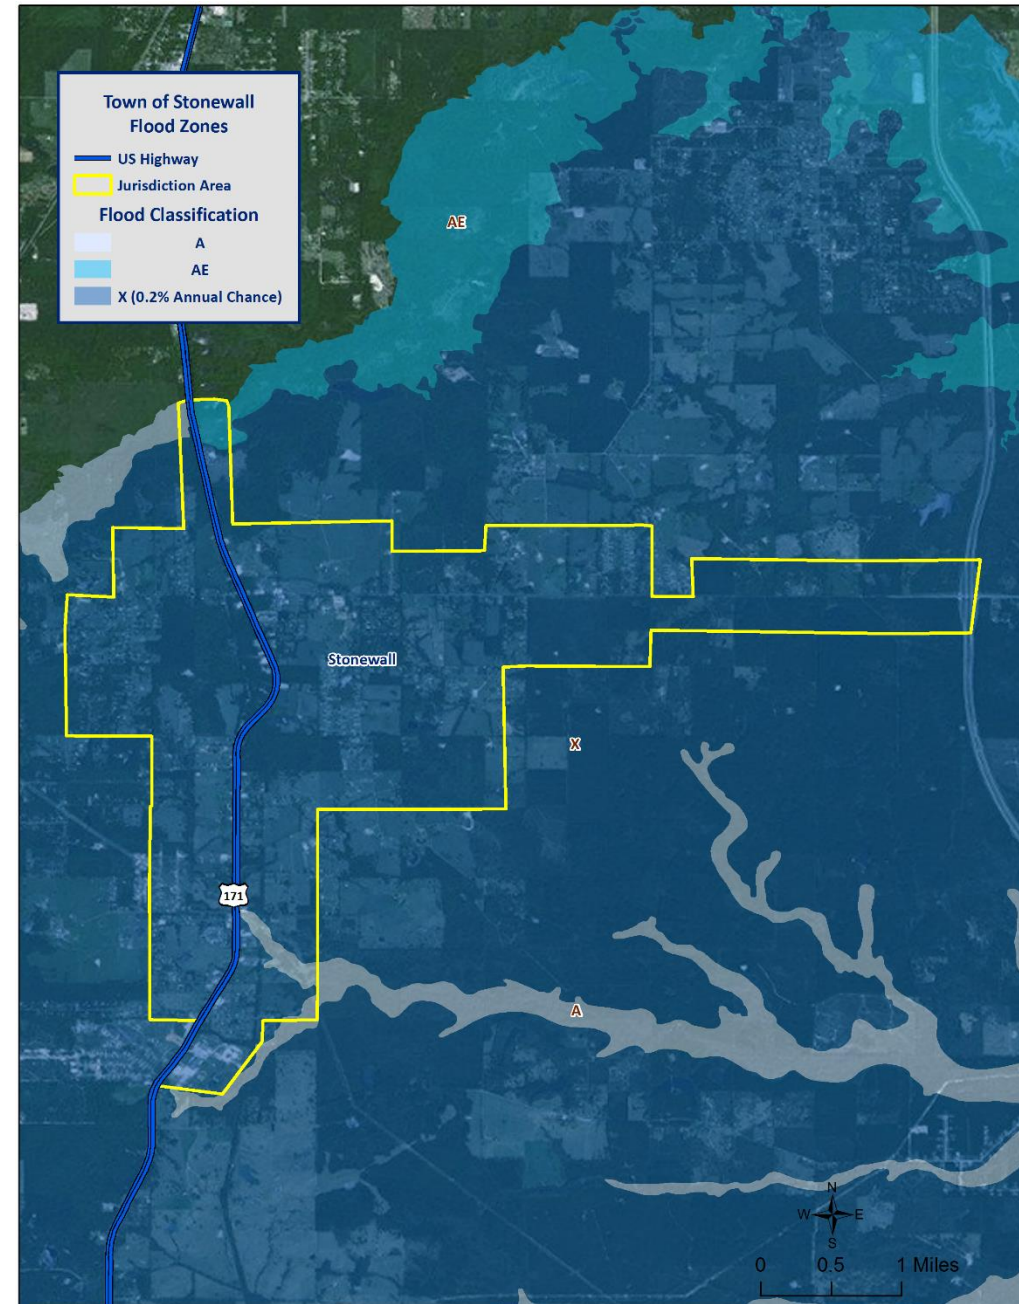 Town of Stonewall
Flood Zones
US Highway
Jurisdiction Area
Flood Classification
A
AE
X (0.2% Annual Chance)
AE
Stonewall
X
171
A
N
W E
S
0 0.5 1 Miles